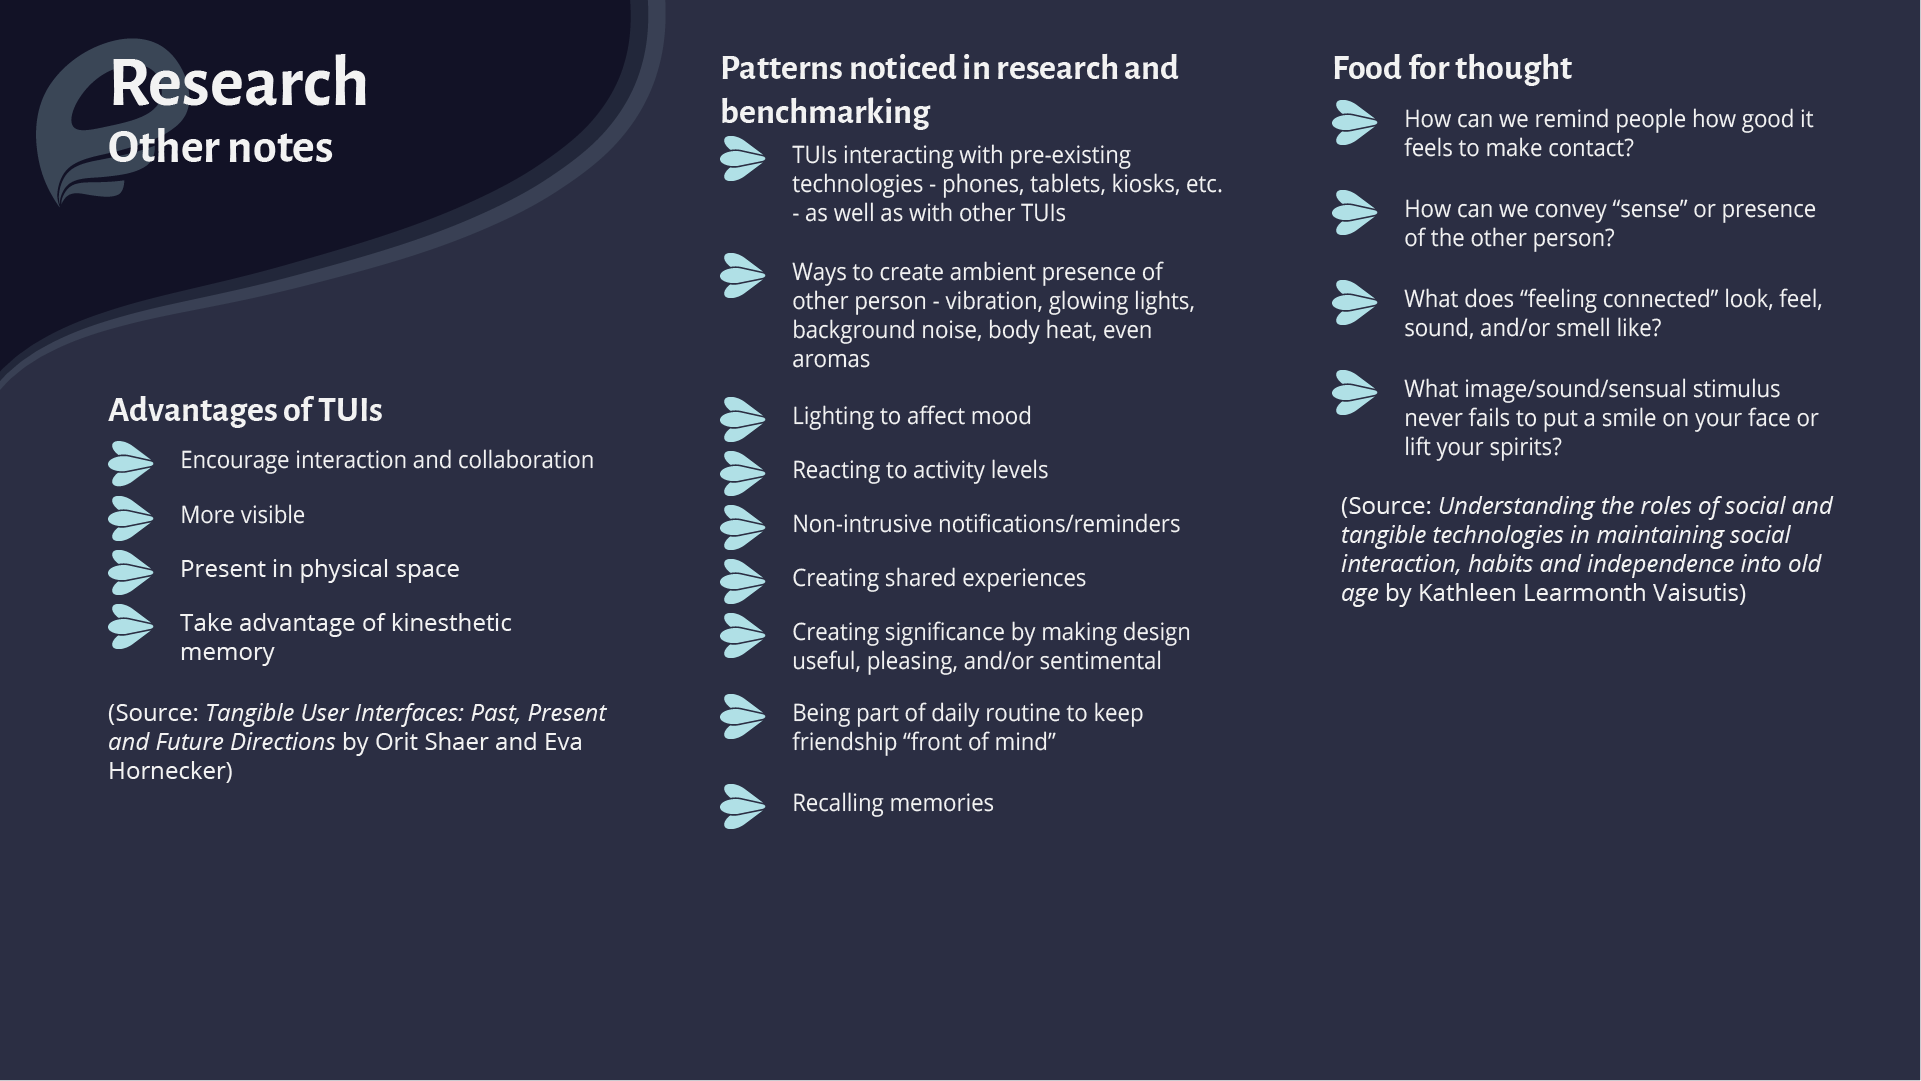 Research
Other notes
Advantages of TUIs
Encourage interaction and collaboration
More visible
Present in physical space
Take advantage of kinesthetic
memory
(Source: Tangible User Interfaces: Past, Present
and Future Directions by Orit Shaer and Eva
Hornecker)
Patterns noticed in research and
benchmarking
TUIs interacting with pre-existing
technologies - phones, tablets, kiosks, etc.
- as well as with other TUIs
Ways to create ambient presence of
other person - vibration, glowing lights,
background noise, body heat, even
aromas
Lighting to affect mood
Reacting to activity levels
Non-intrusive notifications/reminders
Creating shared experiences
Creating significance by making design
useful, pleasing, and/or sentimental
Being part of daily routine to keep
friendship “front of mind”
Recalling memories
Food for thought
How can we remind people how good it
feels to make contact?
How can we convey “sense” or presence
of the other person?
What does “feeling connected” look, feel,
sound, and/or smell like?
What image/sound/sensual stimulus
never fails to put a smile on your face or
lift your spirits?
(Source: Understanding the roles of social and
tangible technologies in maintaining social
interaction, habits and independence into old
age by Kathleen Learmonth Vaisutis)